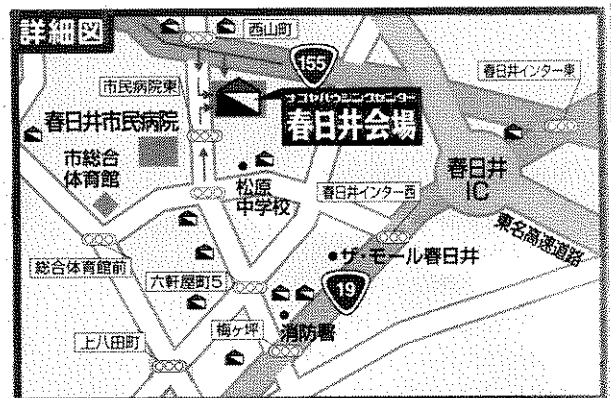 詳細図
西山町
155
春日井インター東
市民病院東
ナゴヤハウジングセンター
春日井会場
春日井市民病院
市総合
体育館
春日井
IC
松原
中学校
春日井インター西
東名高速道路
ザ・モール春日井
総合体育館前
六軒屋町5
19
消防署
梅ヶ坪
上八田町